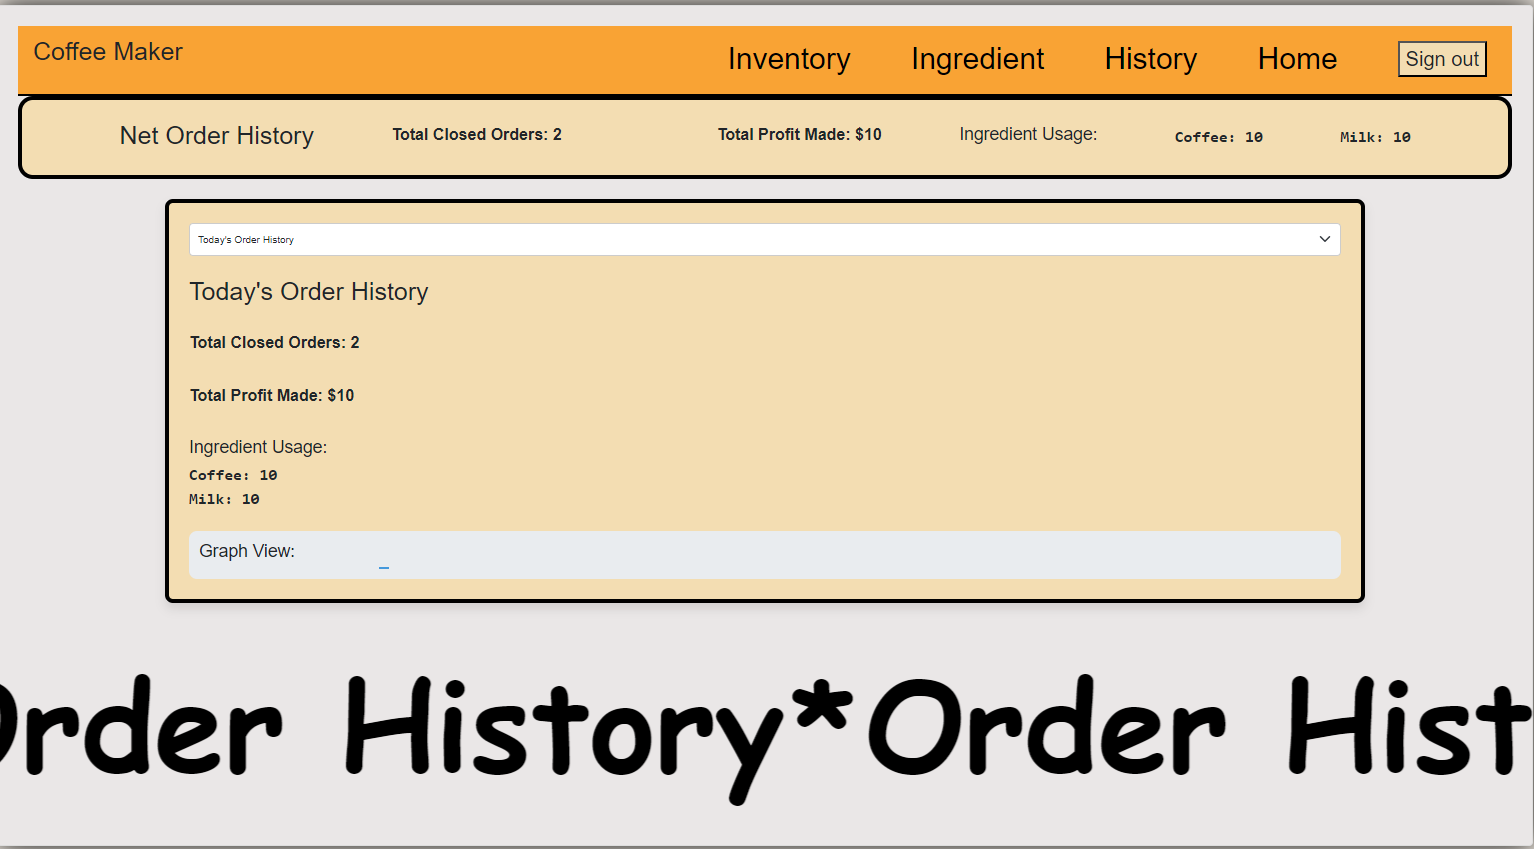 Coffee Maker
Inventory Ingredient History Home Sign out
Net Order History Total Closed Orders: 2 Total Profit Made: $10 Ingredient Usage: Coffee: 10 Milk: 10
Today's Order History
Today's Order History
Total Closed Orders: 2
Total Profit Made: $10
Ingredient Usage:
Coffee: 10
Milk: 10
Graph View:
Order History*Order Hist